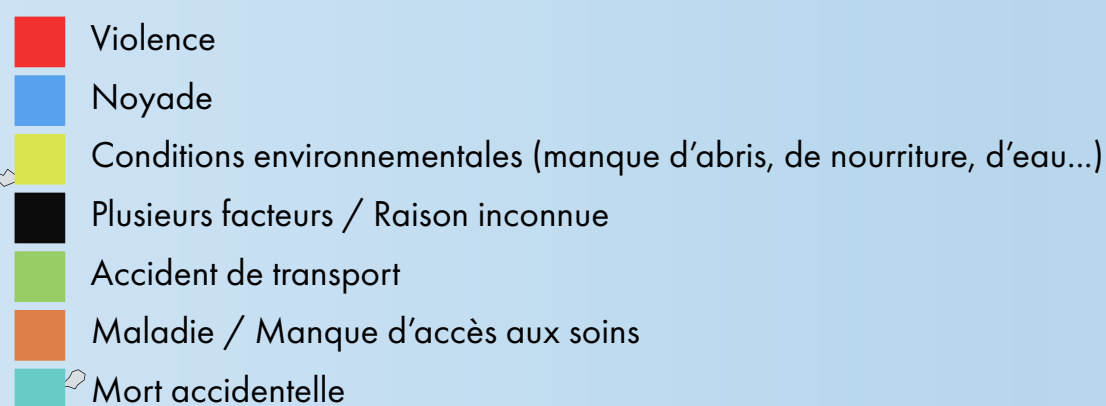 Violence
Noyade
Conditions environnementales (manque d’abris, de nourriture, d’eau...)
Plusieurs facteurs / Raison inconnue
Accident de transport
Maladie / Manque d’accès aux soins
Mort accidentelle